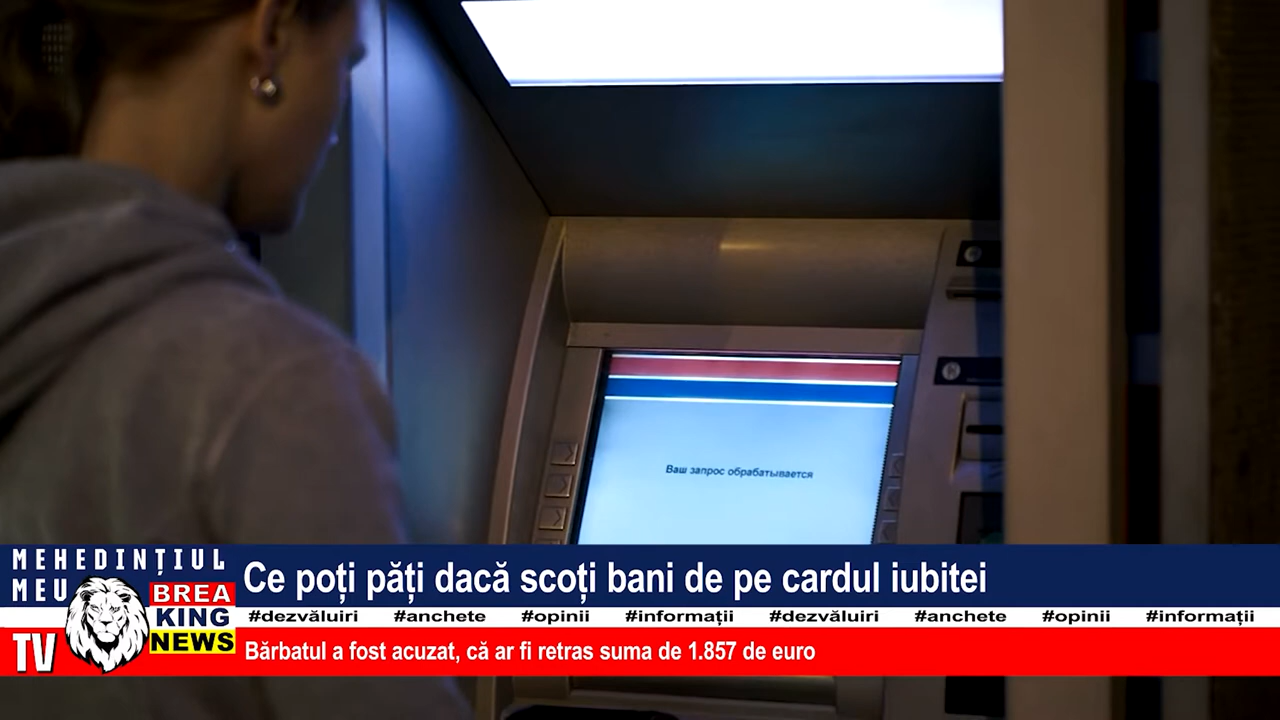 Ваш запрос обрабатывается
MEHEDINȚIUL
MEU
TV
BREA
KING
NEWS
Ce poți păți dacă scoți bani de pe cardul iubitei
#dezvăluiri #anchete #opinii #informații #dezvăluiri #anchete #opinii #informații
Bărbatul a fost acuzat, că ar fi retras suma de 1.857 de euro